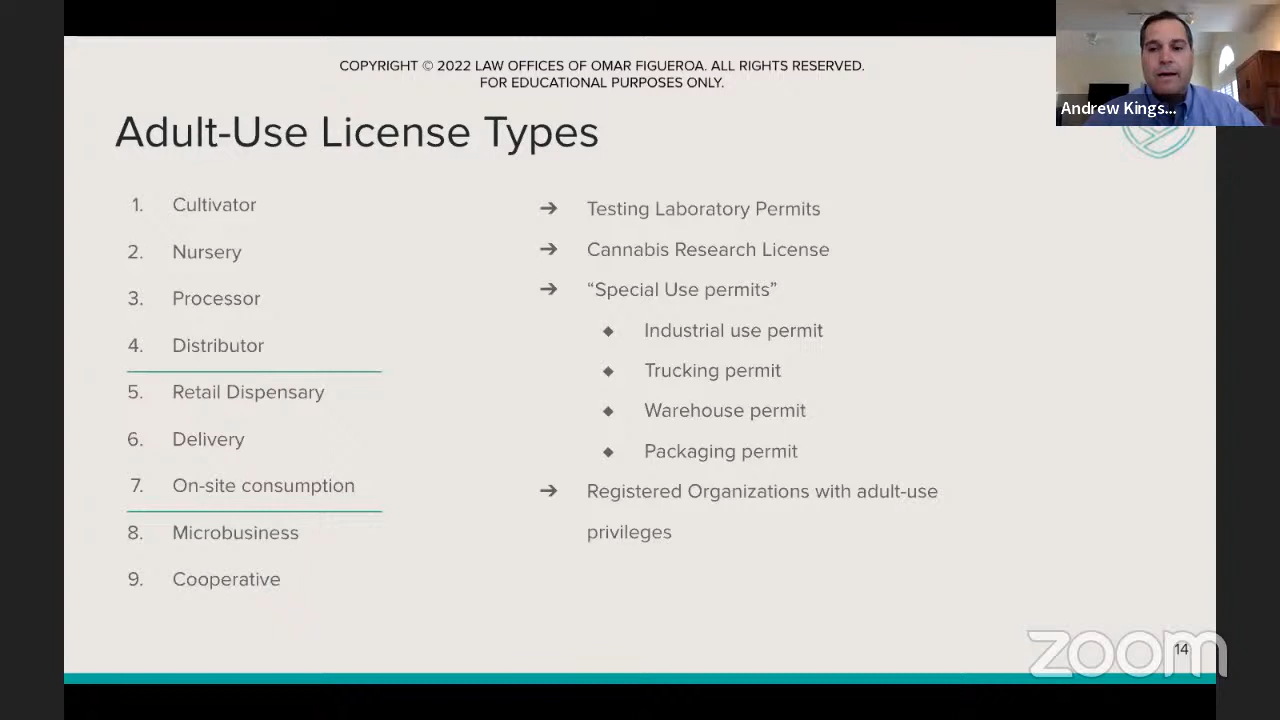 COPYRIGHT © 2022 LAW OFFICES OF OMAR FIGUEROA. ALL RIGHTS RESERVED.
FOR EDUCATIONAL PURPOSES ONLY.
Andrew Kings...
Adult-Use License Types
1. Cultivator
2. Nursery
3. Processor
4. Distributor
5. Retail Dispensary
6. Delivery
7. On-site consumption
8. Microbusiness
9. Cooperative
➔ Testing Laboratory Permits
➔ Cannabis Research License
➔ “Special Use permits”
◆ Industrial use permit
◆ Trucking permit
◆ Warehouse permit
◆ Packaging permit
➔ Registered Organizations with adult-use
privileges
zoom
14